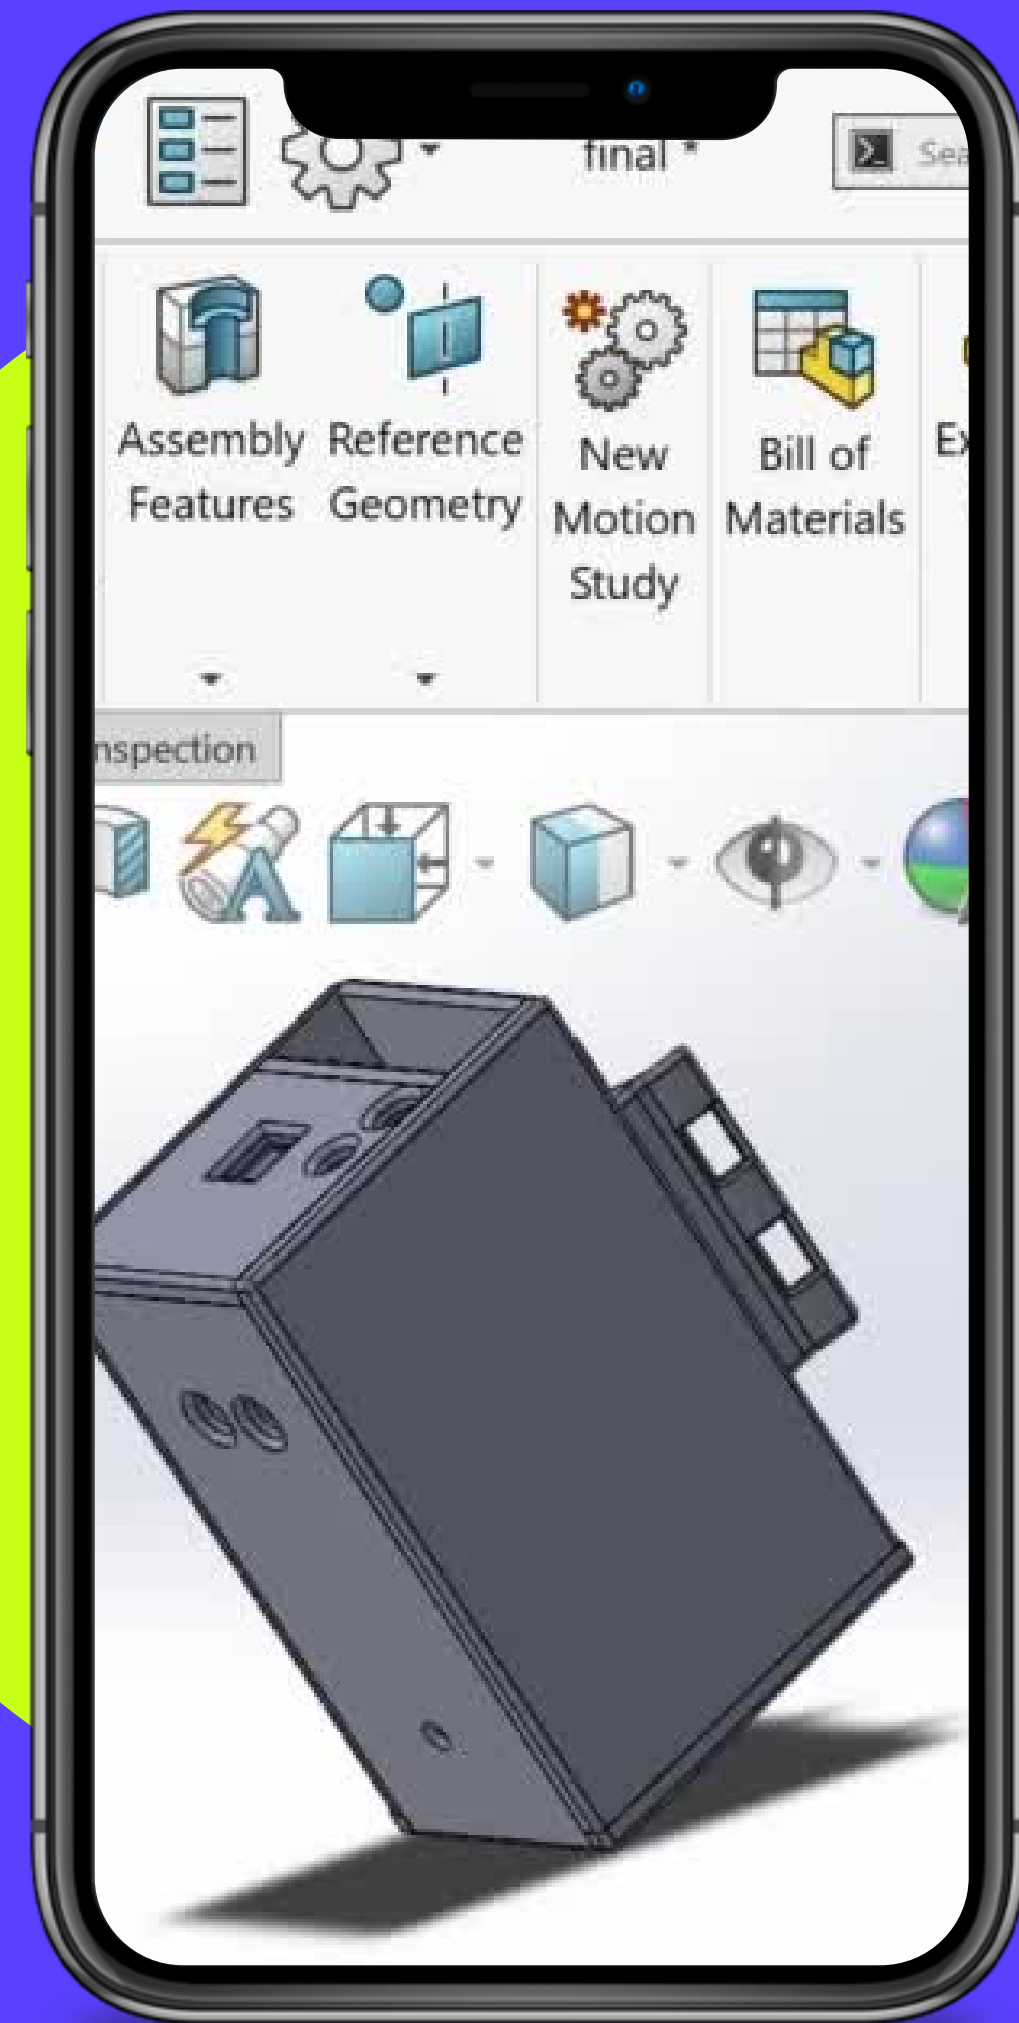 final *
Assembly
Features
Reference
Geometry
New
Motion
Study
Bill of
Materials
nspection